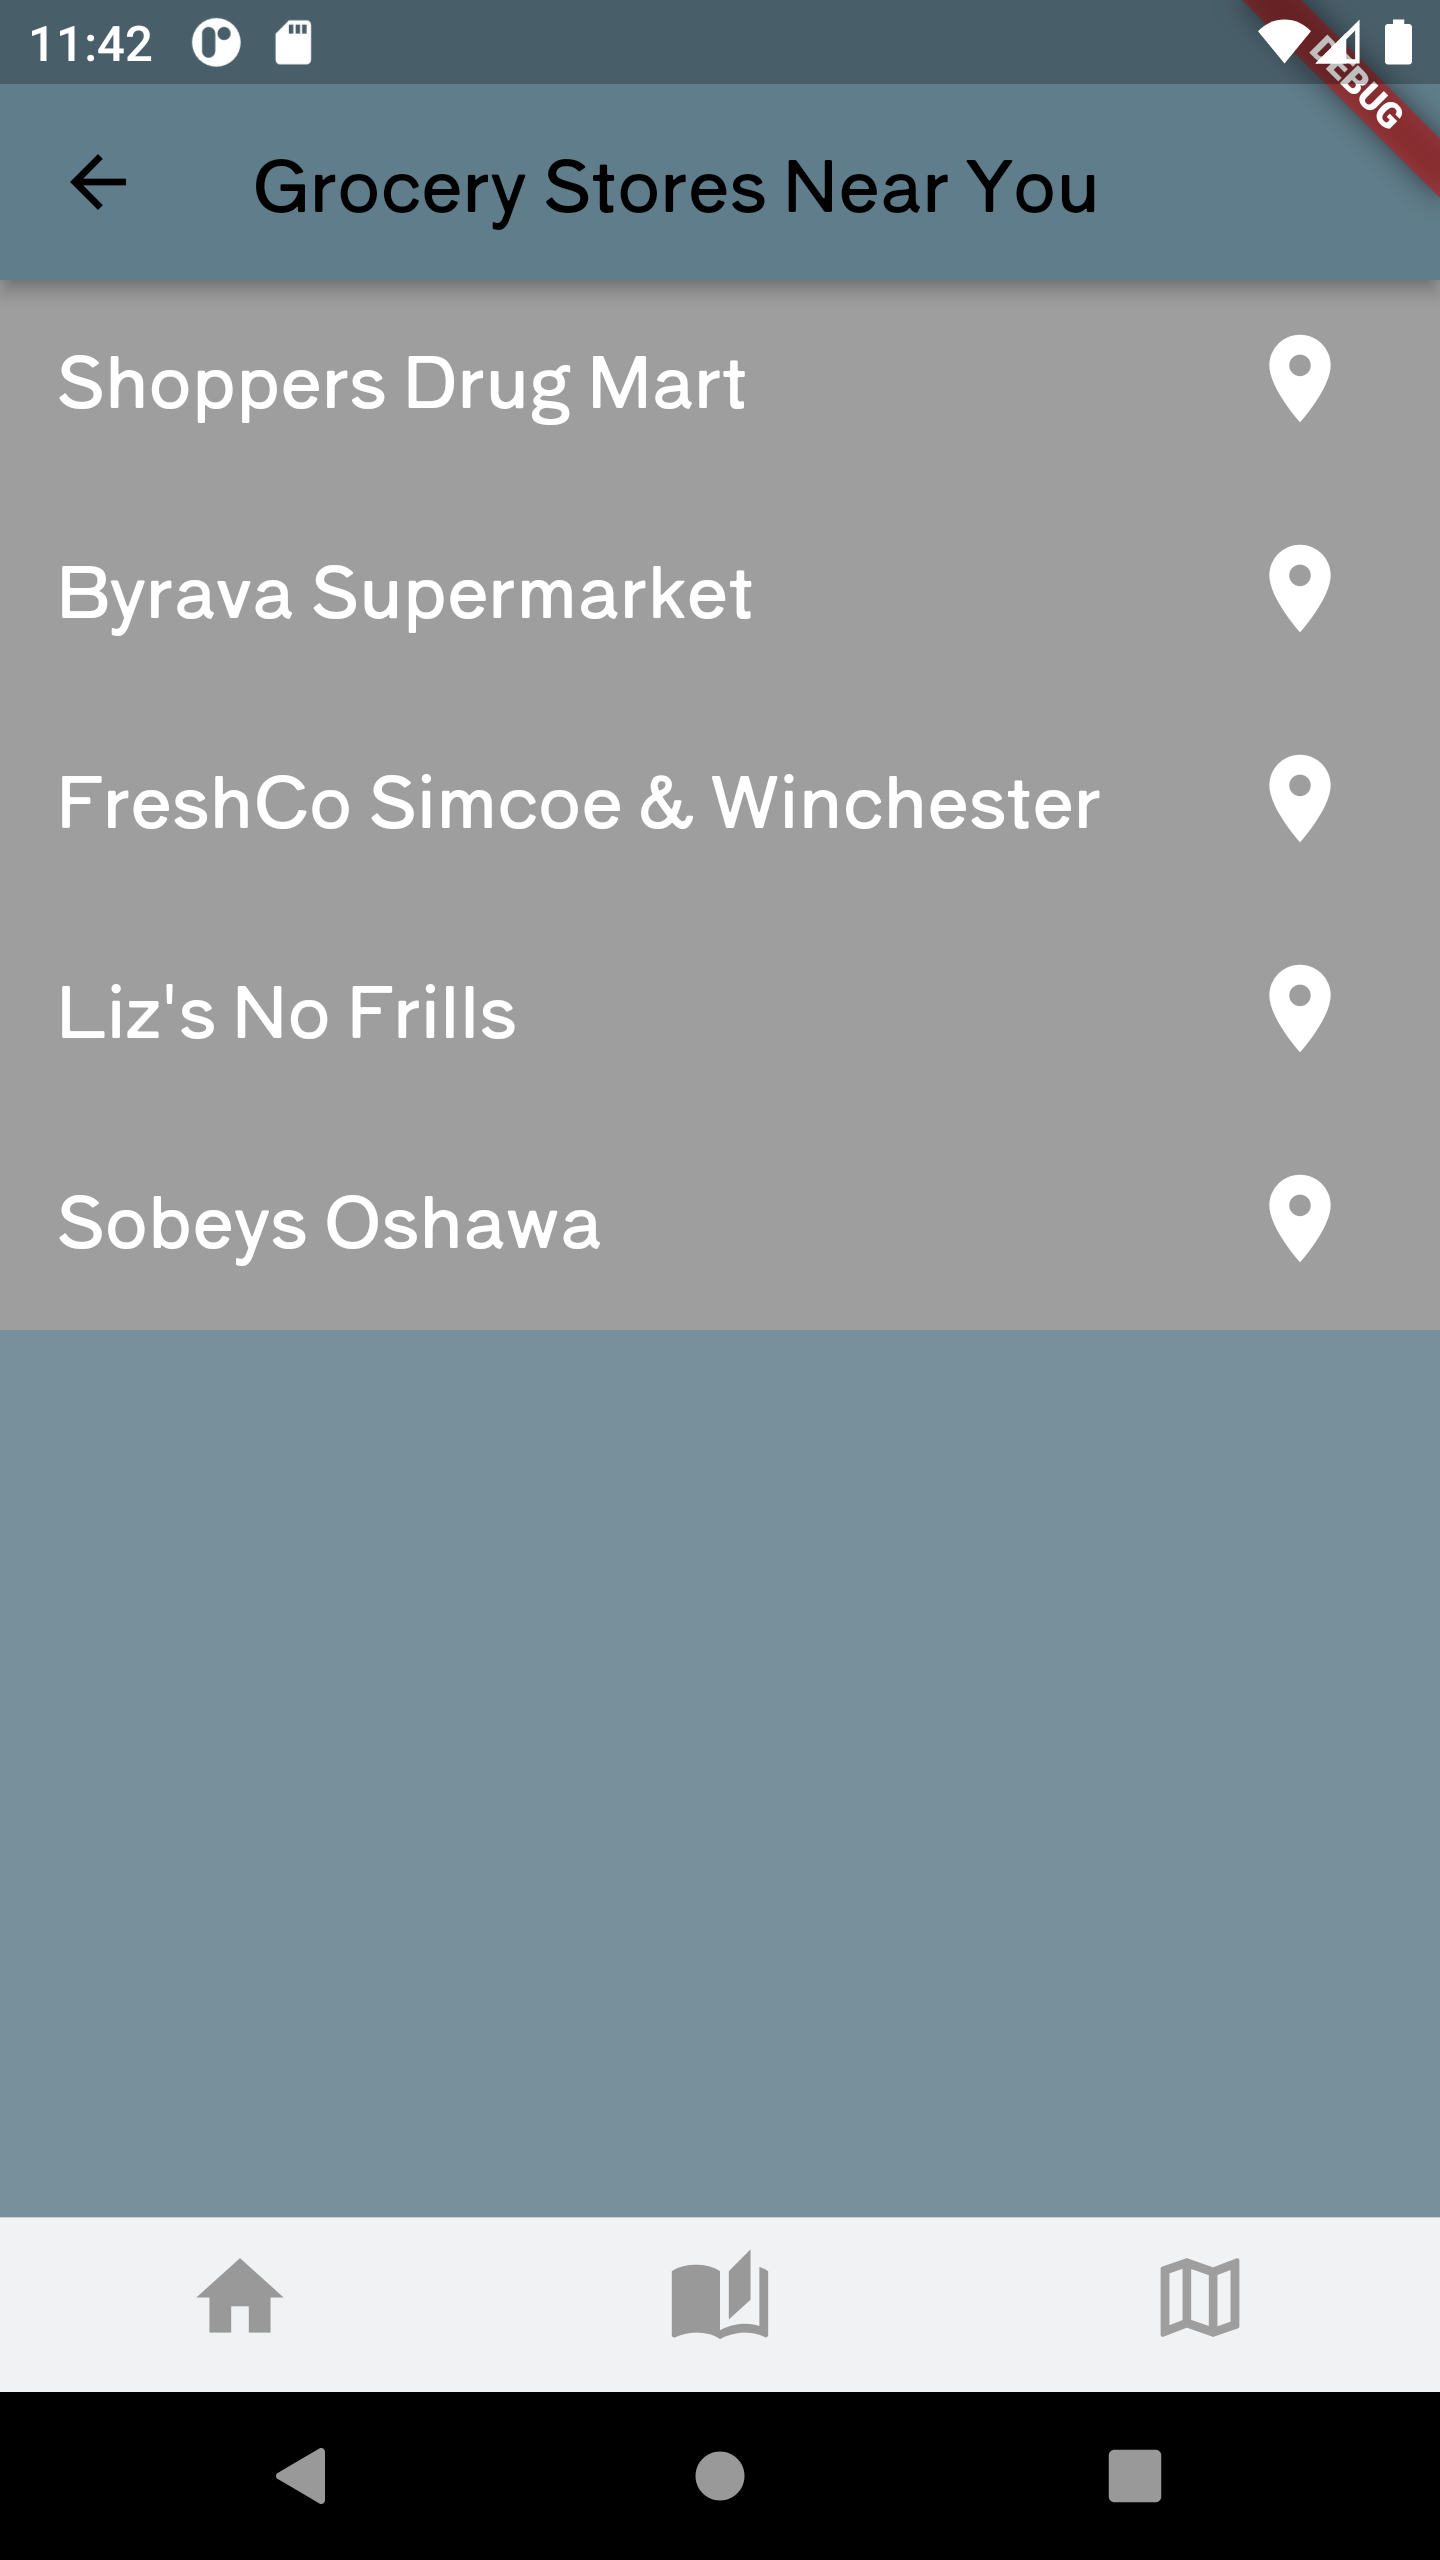 11:42
DEBUG
Grocery Stores Near You
Shoppers Drug Mart
Byrava Supermarket
FreshCo Simcoe & Winchester
Liz's No Frills
Sobeys Oshawa